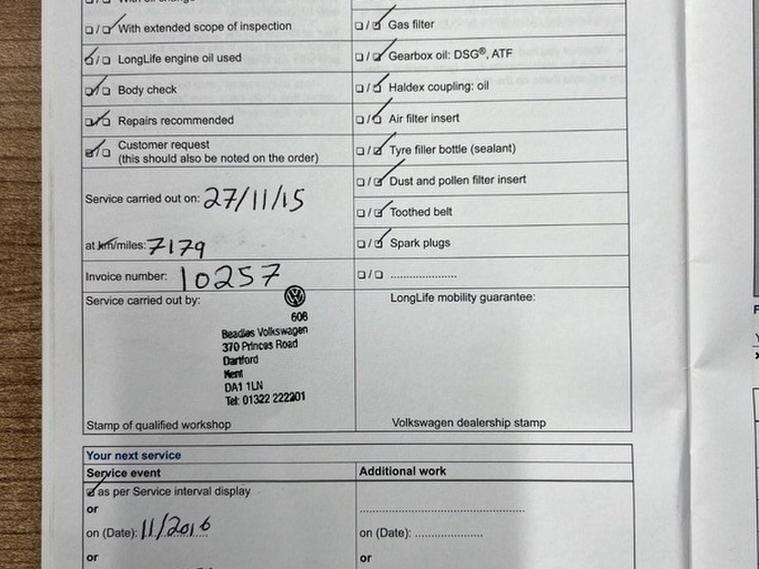 With extended scope of inspection
Gas filter
LongLife engine oil used
Gearbox oil: DSG®, ATF
Body check
Haldex coupling: oil
Repairs recommended
Air filter insert
Customer request
(this should also be noted on the order)
Tyre filler bottle (sealant)
Dust and pollen filter insert
Service carried out on: 27/11/15
Toothed belt
at km/miles: 7179
Spark plugs
Invoice number: 10257
Service carried out by:
LongLife mobility guarantee:
608
Beadles Volkswagen
370 Princes Road
Dartford
Kent
DA1 1LN
Tel: 01322 222201
Stamp of qualified workshop
Volkswagen dealership stamp
Your next service
Service event
Additional work
as per Service interval display
or
on (Date): 11/2016
on (Date):
or
or